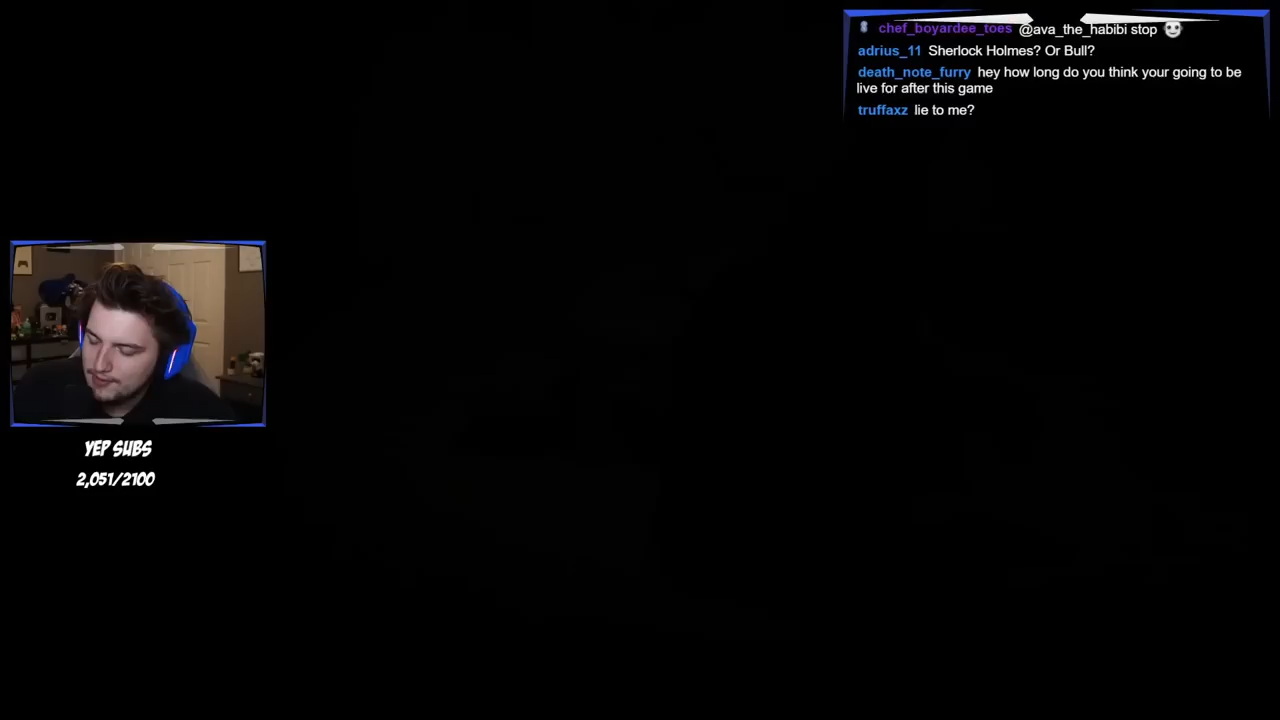 chef_boyardee_toes @ava_the_habibi stop
adrius_11 Sherlock Holmes? Or Bull?
death_note_furry hey how long do you think your going to be
live for after this game
truffaxz lie to me?
YEP SUBS
2,051/2100